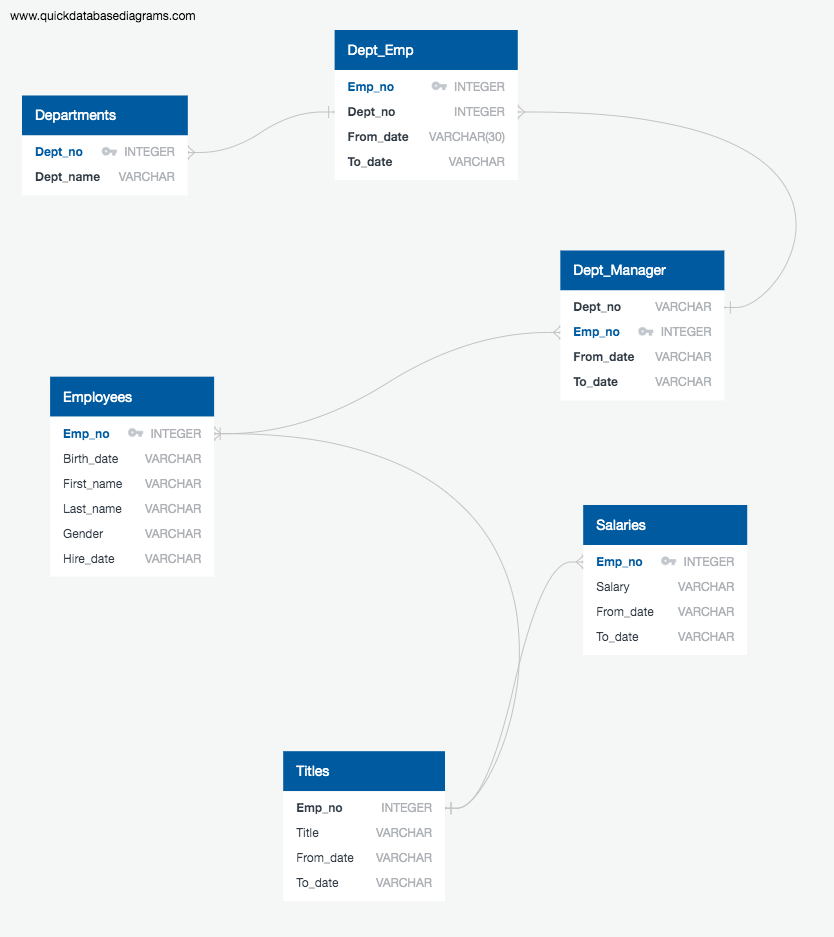 www.quickdatabasediagrams.com
Dept_Emp
Emp_no INTEGER
Dept_no INTEGER
From_date VARCHAR(30)
To_date VARCHAR
Departments
Dept_no INTEGER
Dept_name VARCHAR
Dept_Manager
Dept_no VARCHAR
Emp_no INTEGER
From_date VARCHAR
To_date VARCHAR
Employees
Emp_no INTEGER
Birth_date VARCHAR
First_name VARCHAR
Last_name VARCHAR
Gender VARCHAR
Hire_date VARCHAR
Salaries
Emp_no INTEGER
Salary VARCHAR
From_date VARCHAR
To_date VARCHAR
Titles
Emp_no INTEGER
Title VARCHAR
From_date VARCHAR
To_date VARCHAR